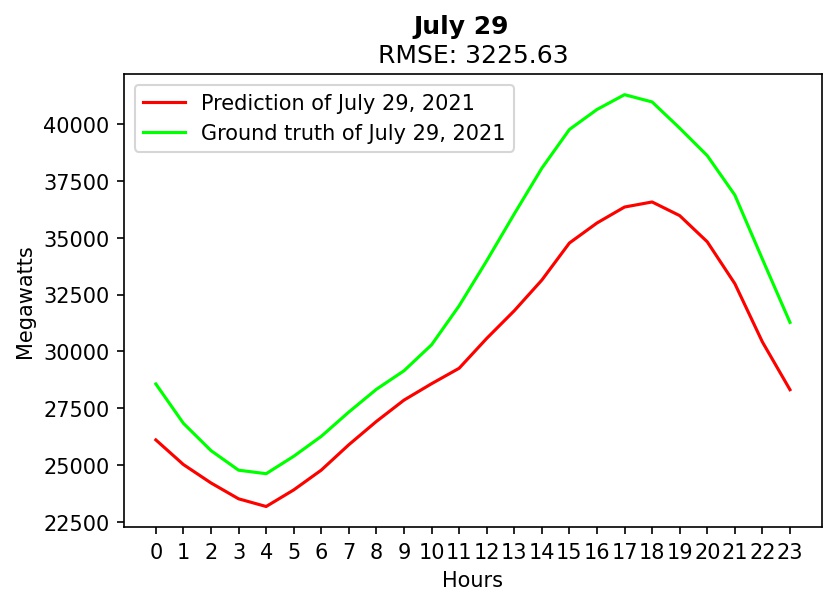 July 29
RMSE: 3225.63
Prediction of July 29, 2021
Ground truth of July 29, 2021
40000
37500
35000
32500
30000
27500
25000
22500
Megawatts
0 1 2 3 4 5 6 7 8 9 10 11 12 13 14 15 16 17 18 19 20 21 22 23
Hours